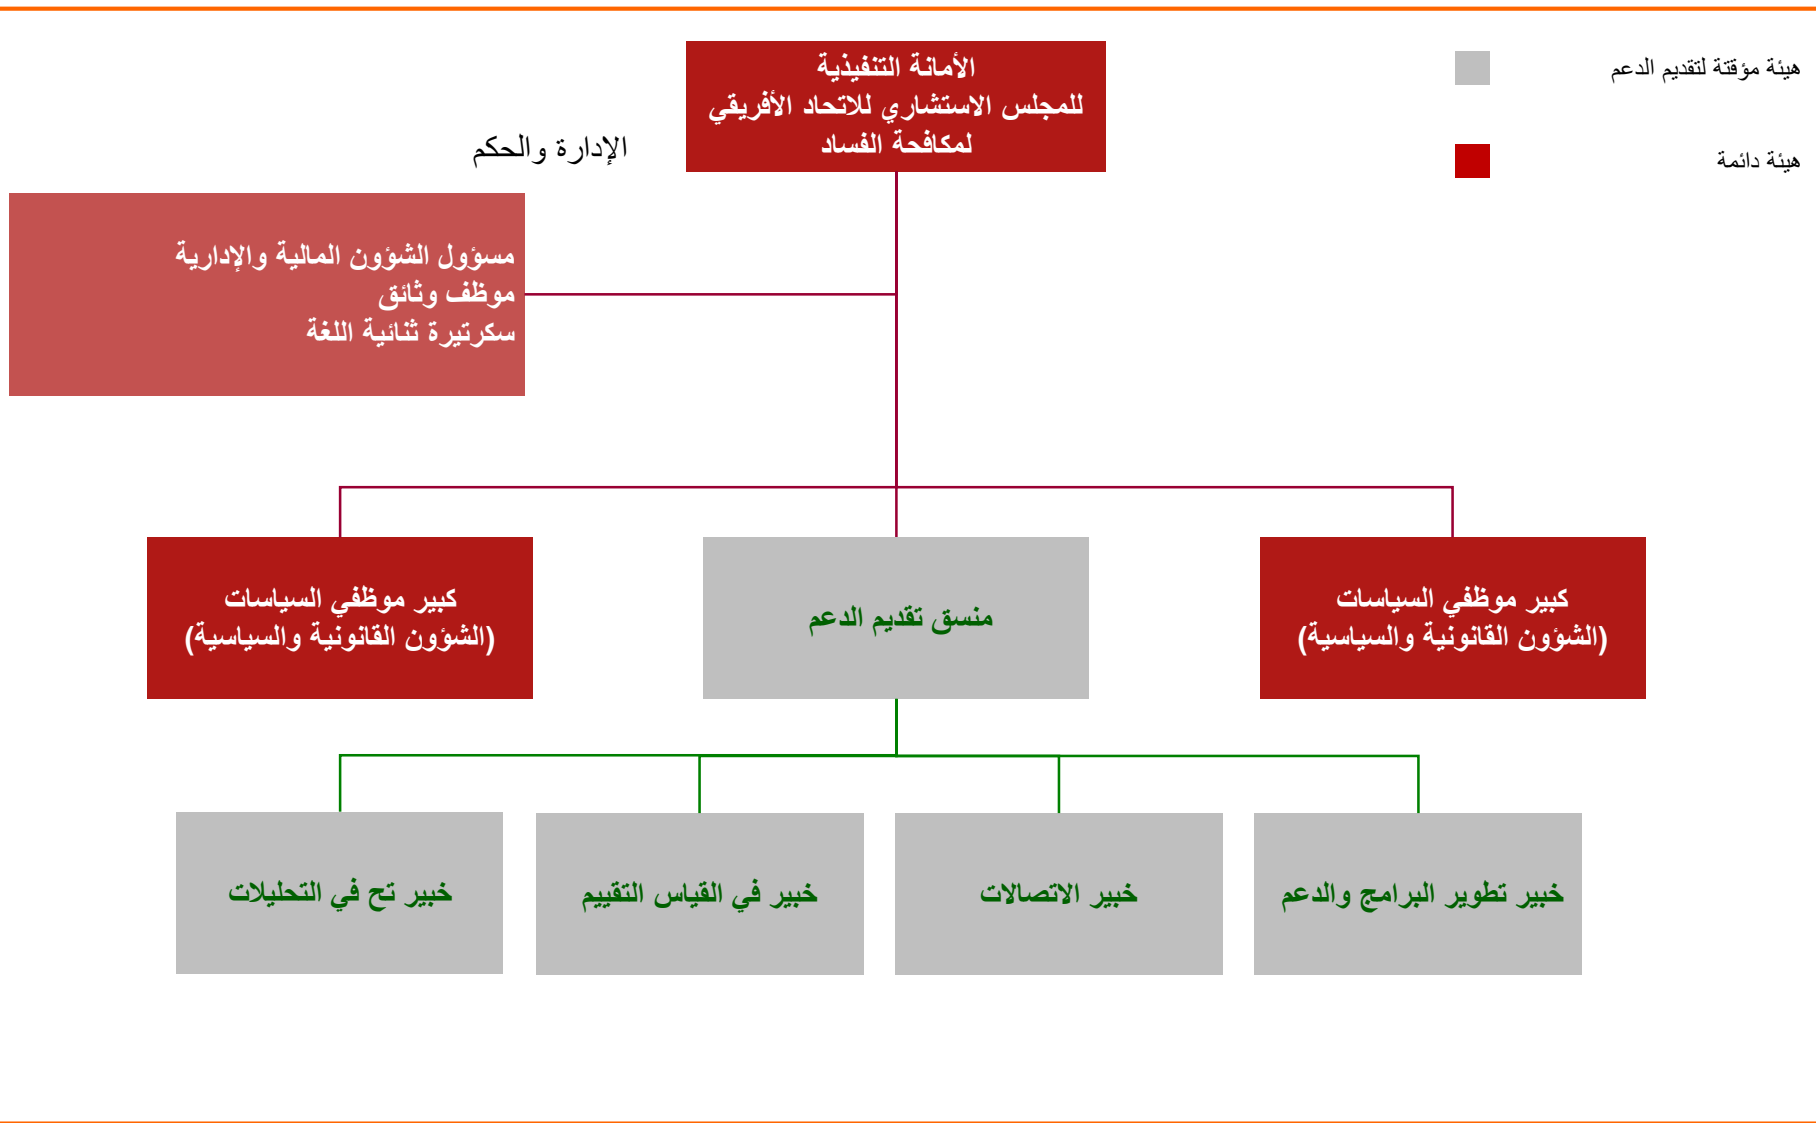 الأمانة التنفيذية
للمجلس الاستشاري للاتحاد الأفريقي
لمكافحة الفساد
هيئة مؤقتة لتقديم الدعم
هيئة دائمة
الإدارة والحكم
مسؤول الشؤون المالية والإدارية
موظف وثائق
سكرتيرة ثنائية اللغة
كبير موظفي السياسات
(الشؤون القانونية والسياسية)
منسق تقديم الدعم
كبير موظفي السياسات
(الشؤون القانونية والسياسية)
خبير تطوير البرامج والدعم
خبير الاتصالات
خبير في القياس التقييم
خبير تح في التحليلات